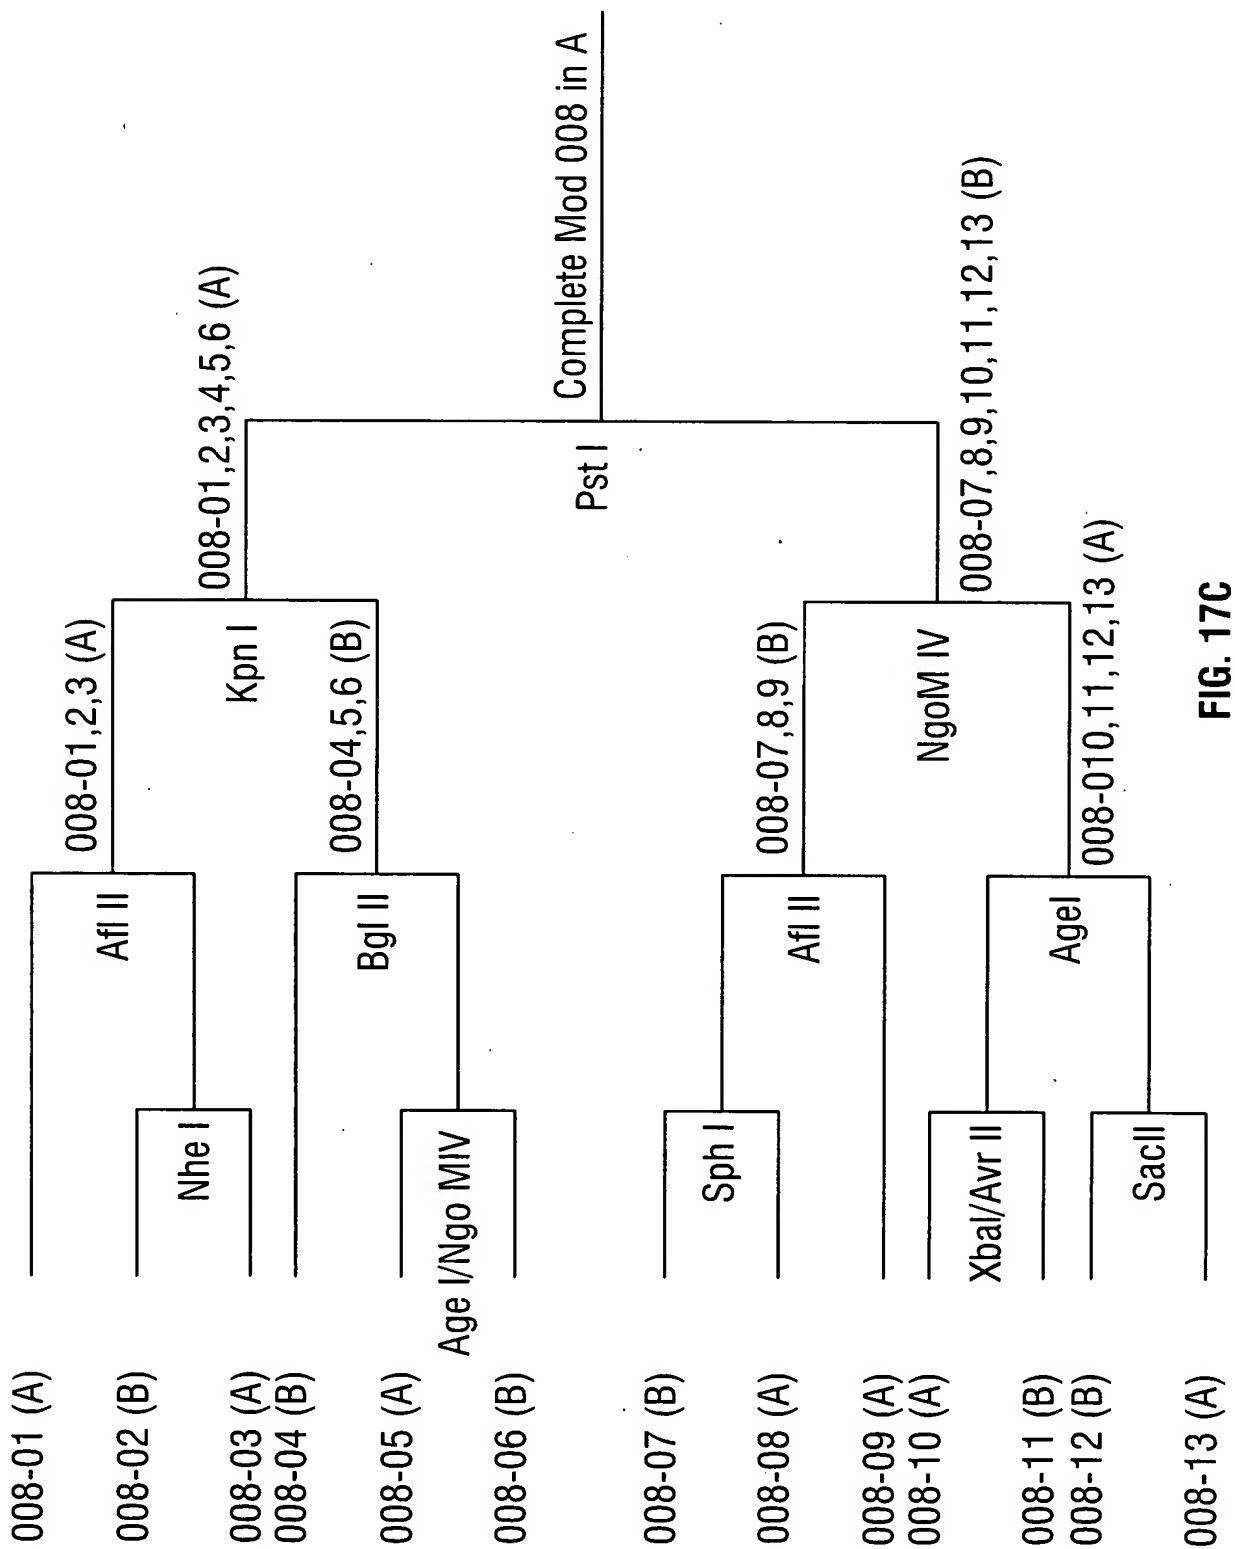 008-01 (A)
008-02 (B)
008-03 (A)
008-04 (B)
008-05 (A)
008-06 (B)
008-07 (B)
008-08 (A)
008-09 (A)
008-10 (A)
008-11 (B)
008-12 (B)
008-13 (A)
Nhe I
Age I/Ngo MIV
Sph I
XbaI/Avr II
SacII
Afl II
Bgl II
Afl II
AgeI
008-01,2,3 (A)
008-04,5,6 (B)
008-07,8,9 (B)
008-010,11,12,13 (A)
Kpn I
NgoM IV
008-01,2,3,4,5,6 (A)
008-07,8,9,10,11,12,13 (B)
Pst I
Complete Mod 008 in A
FIG. 17C